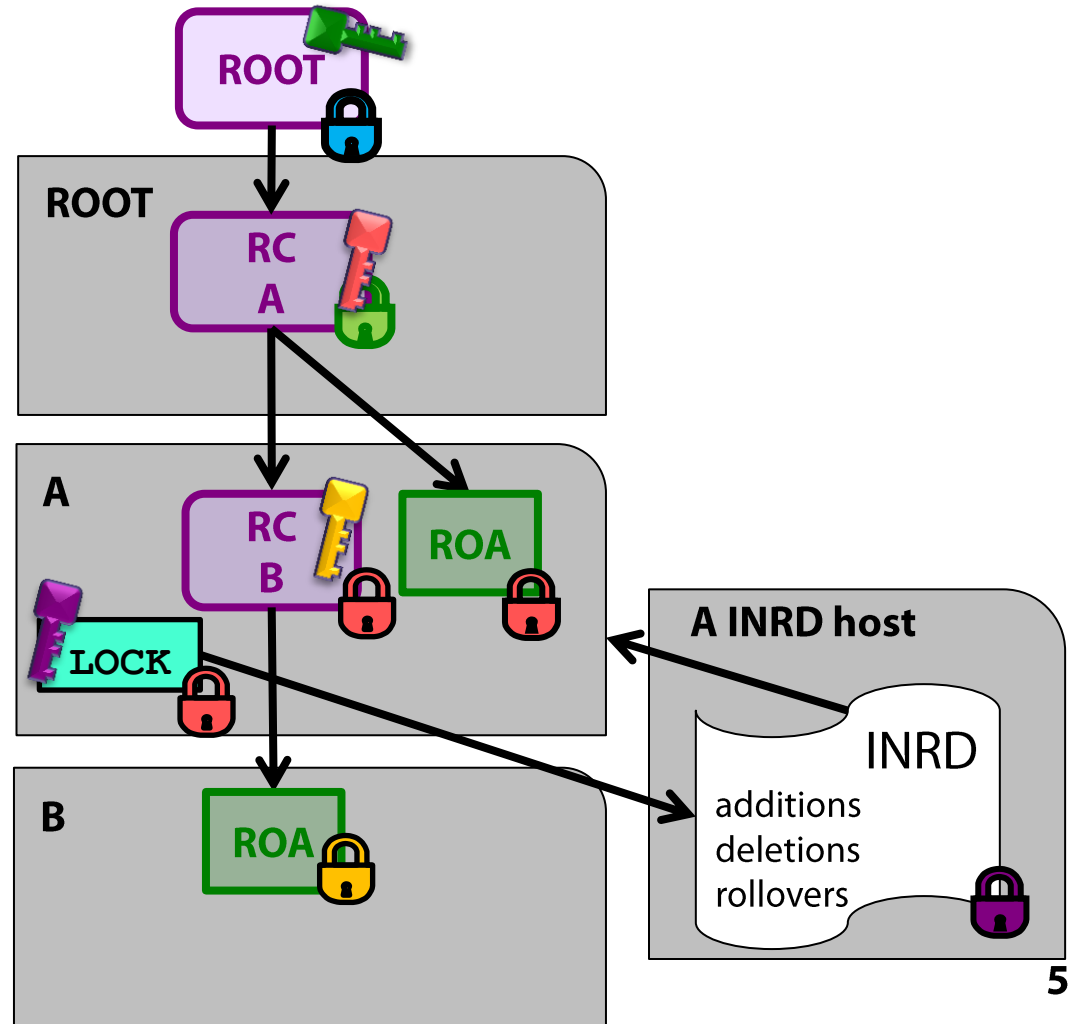 ROOT
ROOT
RC
A
A
RC
B
ROA
LOCK
A INRD host
INRD
additions
deletions
rollovers
B
ROA
5